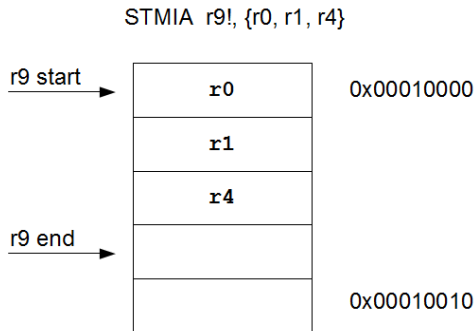 STMIA r9!, {r0, r1, r4}
r9 start
r0
0x00010000
r1
r4
r9 end
0x00010010